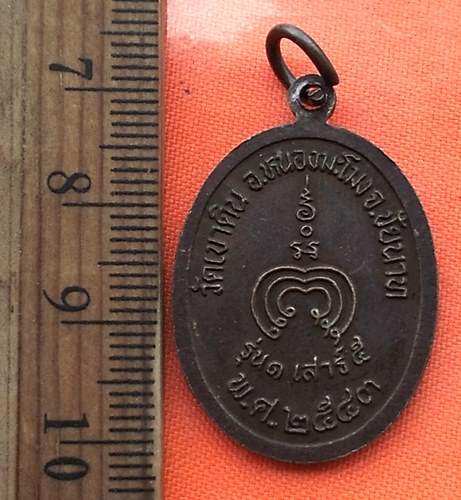 7
8
9
10
วัดเขาดิน อ.หนองมะโมง จ.ชัยนาท
รุ่น๑ เสาร์ ๕
พ.ศ.๒๕๔๓